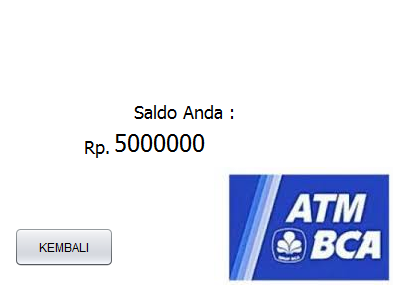 Saldo Anda :
Rp. 5000000
ATM
BCA
KEMBALI